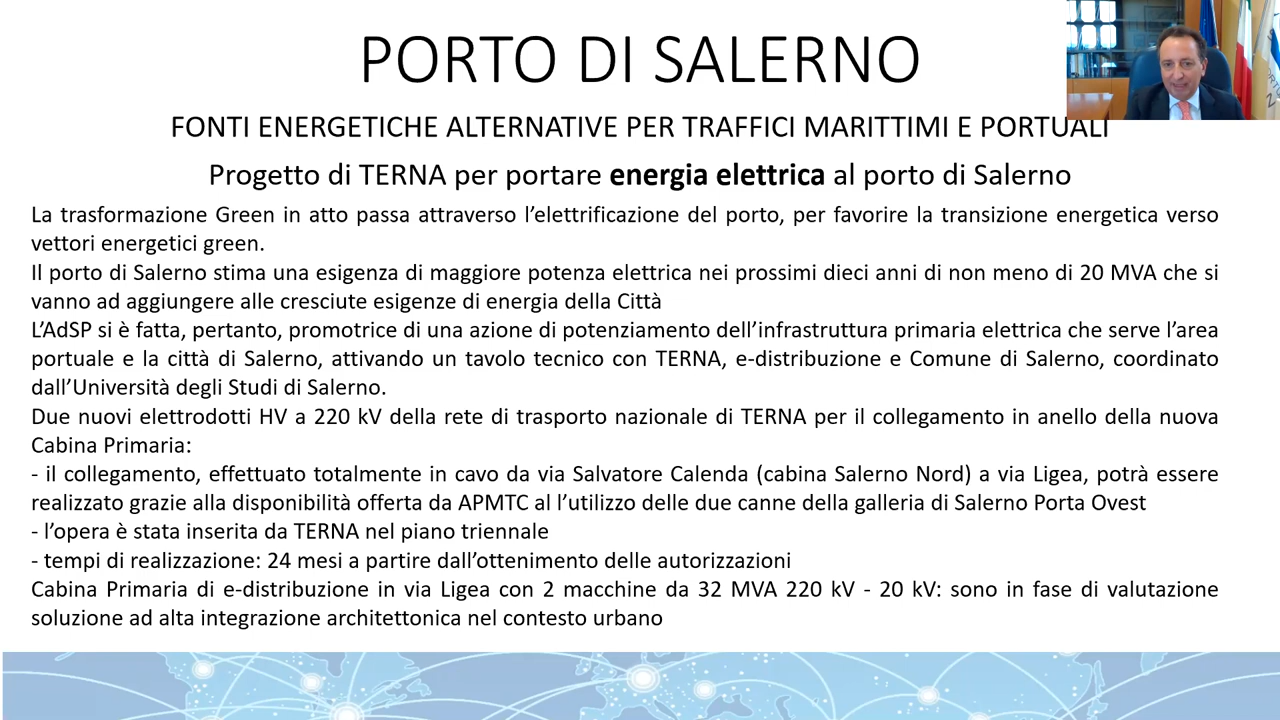 PORTO DI SALERNO
FONTI ENERGETICHE ALTERNATIVE PER TRAFFICI MARITTIMI E PORTUALI
Progetto di TERNA per portare energia elettrica al porto di Salerno
La trasformazione Green in atto passa attraverso l’elettrificazione del porto, per favorire la transizione energetica verso
vettori energetici green.
Il porto di Salerno stima una esigenza di maggiore potenza elettrica nei prossimi dieci anni di non meno di 20 MVA che si
vanno ad aggiungere alle cresciute esigenze di energia della Città
L’AdSP si è fatta, pertanto, promotrice di una azione di potenziamento dell’infrastruttura primaria elettrica che serve l’area
portuale e la città di Salerno, attivando un tavolo tecnico con TERNA, e-distribuzione e Comune di Salerno, coordinato
dall’Università degli Studi di Salerno.
Due nuovi elettrodotti HV a 220 kV della rete di trasporto nazionale di TERNA per il collegamento in anello della nuova
Cabina Primaria:
- il collegamento, effettuato totalmente in cavo da via Salvatore Calenda (cabina Salerno Nord) a via Ligea, potrà essere
realizzato grazie alla disponibilità offerta da APMTC al l’utilizzo delle due canne della galleria di Salerno Porta Ovest
- l’opera è stata inserita da TERNA nel piano triennale
- tempi di realizzazione: 24 mesi a partire dall’ottenimento delle autorizzazioni
Cabina Primaria di e-distribuzione in via Ligea con 2 macchine da 32 MVA 220 kV - 20 kV: sono in fase di valutazione
soluzione ad alta integrazione architettonica nel contesto urbano